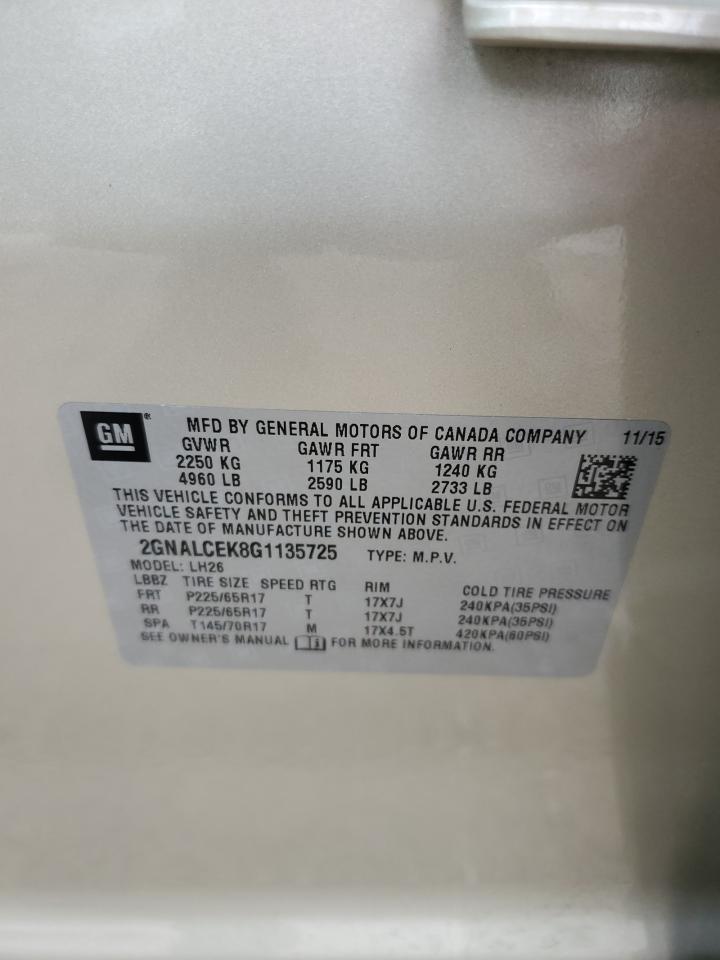 GM
MFD BY GENERAL MOTORS OF CANADA COMPANY 11/15
GVWR GAWR FRT GAWR RR
2250 KG 1175 KG 1240 KG
4960 LB 2590 LB 2733 LB
THIS VEHICLE CONFORMS TO ALL APPLICABLE U.S. FEDERAL MOTOR
VEHICLE SAFETY AND THEFT PREVENTION STANDARDS IN EFFECT ON
THE DATE OF MANUFACTURE SHOWN ABOVE.
2GNALCEK8G1135725 TYPE: M.P.V.
MODEL: LH26
LBBZ TIRE SIZE SPEED RTG RIM COLD TIRE PRESSURE
FRT P225/65R17 T 17X7J 240KPA(35PSI)
RR P225/65R17 T 17X7J 240KPA(35PSI)
SPA T145/70R17 M 17X4.5T 420KPA(60PSI)
SEE OWNER'S MANUAL FOR MORE INFORMATION.